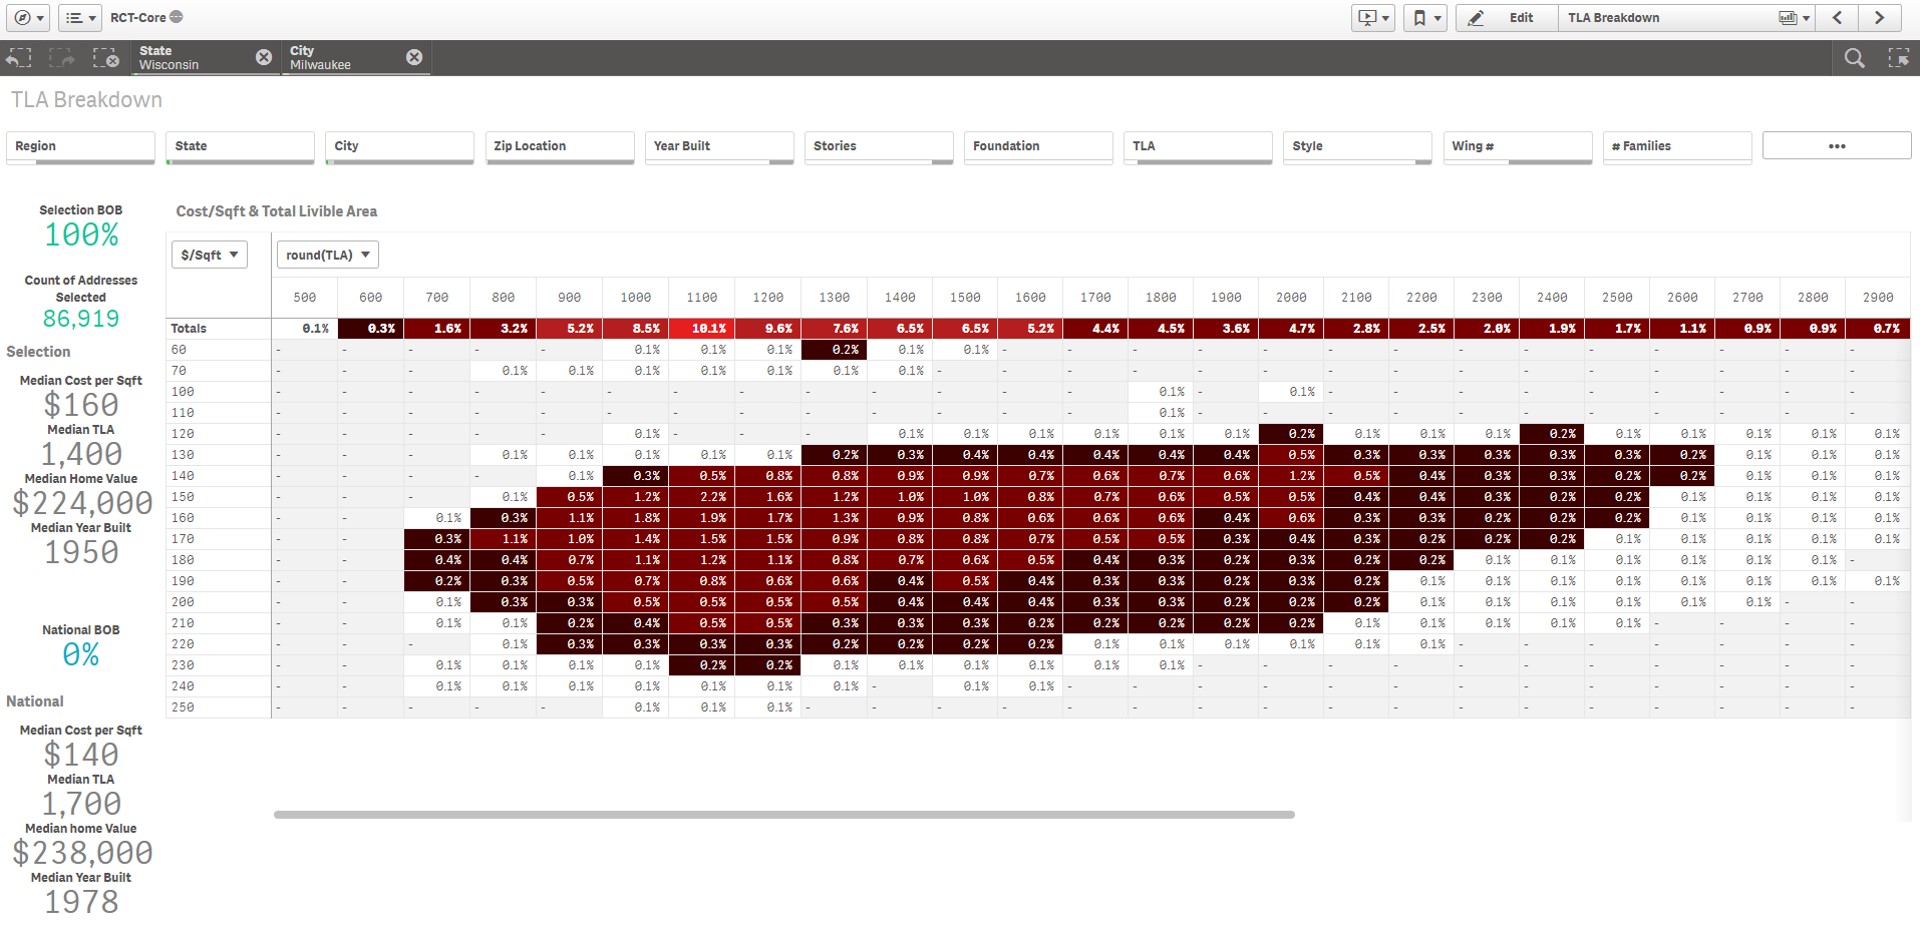 RCT-Core
Edit
TLA Breakdown
State
Wisconsin
City
Milwaukee
TLA Breakdown
Region
State
City
Zip Location
Year Built
Stories
Foundation
TLA
Style
Wing #
# Families
•••
Selection BOB
100%
Count of Addresses
Selected
86,919
Selection
Median Cost per Sqft
$160
Median TLA
1,400
Median Home Value
$224,000
Median Year Built
1950
National BOB
0%
National
Median Cost per Sqft
$140
Median TLA
1,700
Median home Value
$238,000
Median Year Built
1978
Cost/Sqft & Total Livible Area
$/Sqft
round(TLA)
500 600 700 800 900 1000 1100 1200 1300 1400 1500 1600 1700 1800 1900 2000 2100 2200 2300 2400 2500 2600 2700 2800 2900
Totals 0.1% 0.3% 1.6% 3.2% 5.2% 8.5% 10.1% 9.6% 7.6% 6.5% 6.5% 5.2% 4.4% 4.5% 3.6% 4.7% 2.8% 2.5% 2.0% 1.9% 1.7% 1.1% 0.9% 0.9% 0.7%
60 - - - - - 0.1% 0.1% 0.1% 0.2% 0.1% 0.1% - - - - - - - - - - - - - -
70 - - - 0.1% 0.1% 0.1% 0.1% 0.1% 0.1% 0.1% - - - - - - - - - - - - - - -
100 - - - - - - - - - - - - - 0.1% - 0.1% - - - - - - - - -
110 - - - - - - - - - - - - - 0.1% - - - - - - - - - - -
120 - - - - - 0.1% - - - 0.1% 0.1% 0.1% 0.1% 0.1% 0.1% 0.2% 0.1% 0.1% 0.1% 0.2% 0.1% 0.1% 0.1% 0.1% 0.1%
130 - - - 0.1% 0.1% 0.1% 0.1% 0.1% 0.2% 0.3% 0.4% 0.4% 0.4% 0.4% 0.4% 0.5% 0.3% 0.3% 0.3% 0.3% 0.3% 0.2% 0.1% 0.1% 0.1%
140 - - - - 0.1% 0.3% 0.5% 0.8% 0.8% 0.9% 0.9% 0.7% 0.6% 0.7% 0.6% 1.2% 0.5% 0.4% 0.3% 0.3% 0.2% 0.2% 0.1% 0.1% 0.1%
150 - - - 0.1% 0.5% 1.2% 2.2% 1.6% 1.2% 1.0% 1.0% 0.8% 0.7% 0.6% 0.5% 0.5% 0.4% 0.4% 0.3% 0.2% 0.2% 0.1% 0.1% 0.1% 0.1%
160 - - 0.1% 0.3% 1.1% 1.8% 1.9% 1.7% 1.3% 0.9% 0.8% 0.6% 0.6% 0.6% 0.4% 0.6% 0.3% 0.3% 0.2% 0.2% 0.2% 0.1% 0.1% 0.1% 0.1%
170 - - 0.3% 1.1% 1.0% 1.4% 1.5% 1.5% 0.9% 0.8% 0.8% 0.7% 0.5% 0.5% 0.3% 0.4% 0.3% 0.2% 0.2% 0.2% 0.1% 0.1% 0.1% 0.1% 0.1%
180 - - 0.4% 0.4% 0.7% 1.1% 1.2% 1.1% 0.8% 0.7% 0.6% 0.5% 0.4% 0.3% 0.2% 0.3% 0.2% 0.2% 0.1% 0.1% 0.1% 0.1% 0.1% 0.1% -
190 - - 0.2% 0.3% 0.5% 0.7% 0.8% 0.6% 0.6% 0.4% 0.5% 0.4% 0.3% 0.3% 0.2% 0.3% 0.2% 0.1% 0.1% 0.1% 0.1% 0.1% 0.1% 0.1% 0.1%
200 - - 0.1% 0.3% 0.3% 0.5% 0.5% 0.5% 0.5% 0.4% 0.4% 0.4% 0.3% 0.3% 0.2% 0.2% 0.2% 0.1% 0.1% 0.1% 0.1% 0.1% 0.1% - -
210 - - 0.1% 0.1% 0.2% 0.4% 0.5% 0.5% 0.3% 0.3% 0.3% 0.2% 0.2% 0.2% 0.2% 0.2% 0.1% 0.1% 0.1% 0.1% 0.1% - - - -
220 - - - 0.1% 0.3% 0.3% 0.3% 0.3% 0.2% 0.2% 0.2% 0.2% 0.1% 0.1% 0.1% 0.1% 0.1% 0.1% - - - - - - -
230 - - 0.1% 0.1% 0.1% 0.1% 0.2% 0.2% 0.1% 0.1% 0.1% 0.1% 0.1% 0.1% - - - - - - - - - - -
240 - - 0.1% 0.1% 0.1% 0.1% 0.1% 0.1% 0.1% - 0.1% 0.1% - - - - - - - - - - - - -
250 - - - - - 0.1% 0.1% 0.1% - - - - - - - - - - - - - - - - -